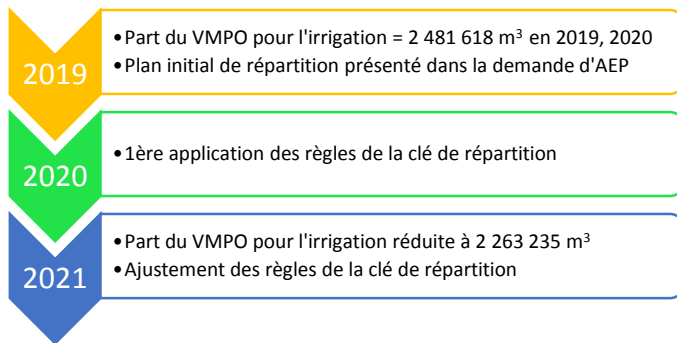 2019
•Part du VMPO pour l'irrigation = 2 481 618 m³ en 2019, 2020
•Plan initial de répartition présenté dans la demande d'AEP
2020
•1ère application des règles de la clé de répartition
2021
•Part du VMPO pour l'irrigation réduite à 2 263 235 m³
•Ajustement des règles de la clé de répartition